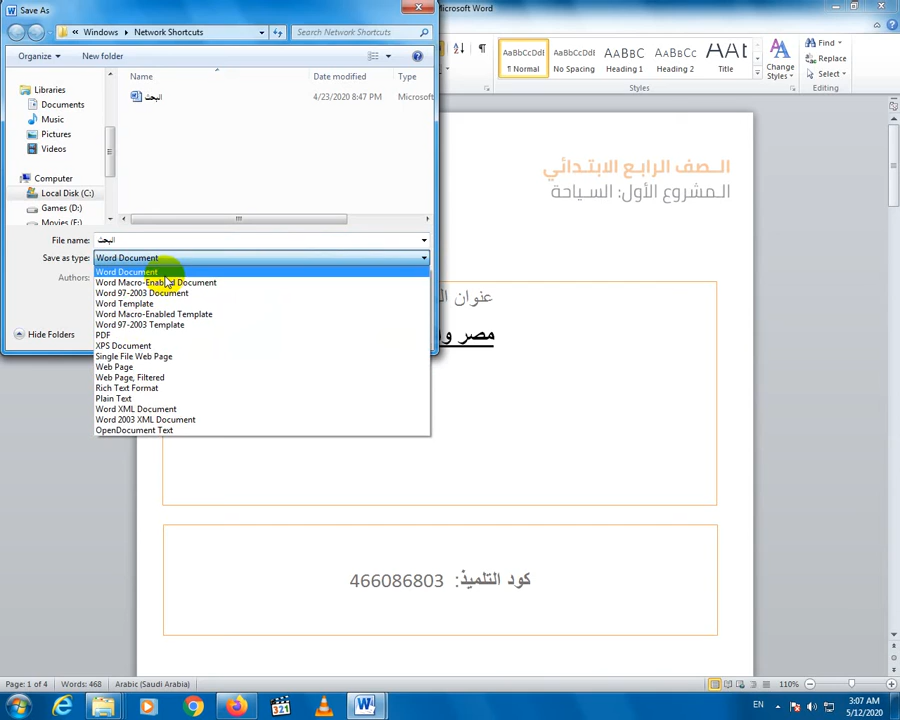 Save As
Microsoft Word
« Windows ▸ Network Shortcuts
Search Network Shortcuts
Organize
New folder
Name
Date modified
Type
البحث
4/23/2020 8:47 PM
Microsoft
Libraries
Documents
Music
Pictures
Videos
Computer
Local Disk (C:)
Games (D:)
Movies (E:)
File name:
البحث
Save as type:
Word Document
Authors:
Word Document
Word Macro-Enabled Document
Word 97-2003 Document
Word Template
Word Macro-Enabled Template
Word 97-2003 Template
PDF
XPS Document
Single File Web Page
Web Page
Web Page, Filtered
Rich Text Format
Plain Text
Word XML Document
Word 2003 XML Document
OpenDocument Text
Hide Folders
AaBbCcDdI
¶ Normal
AaBbCcDdI
No Spacing
AaBbC
Heading 1
AaBbCc
Heading 2
AAt
Title
Change
Styles
Styles
Find
Replace
Select
Editing
الـصف الرابـع الابتـدائي
الـمشروع الأول: السـياحة
عنوان
مصر
كود التلميذ: 466086803
Page: 1 of 4
Words: 468
Arabic (Saudi Arabia)
110%
EN
3:07 AM
5/12/2020